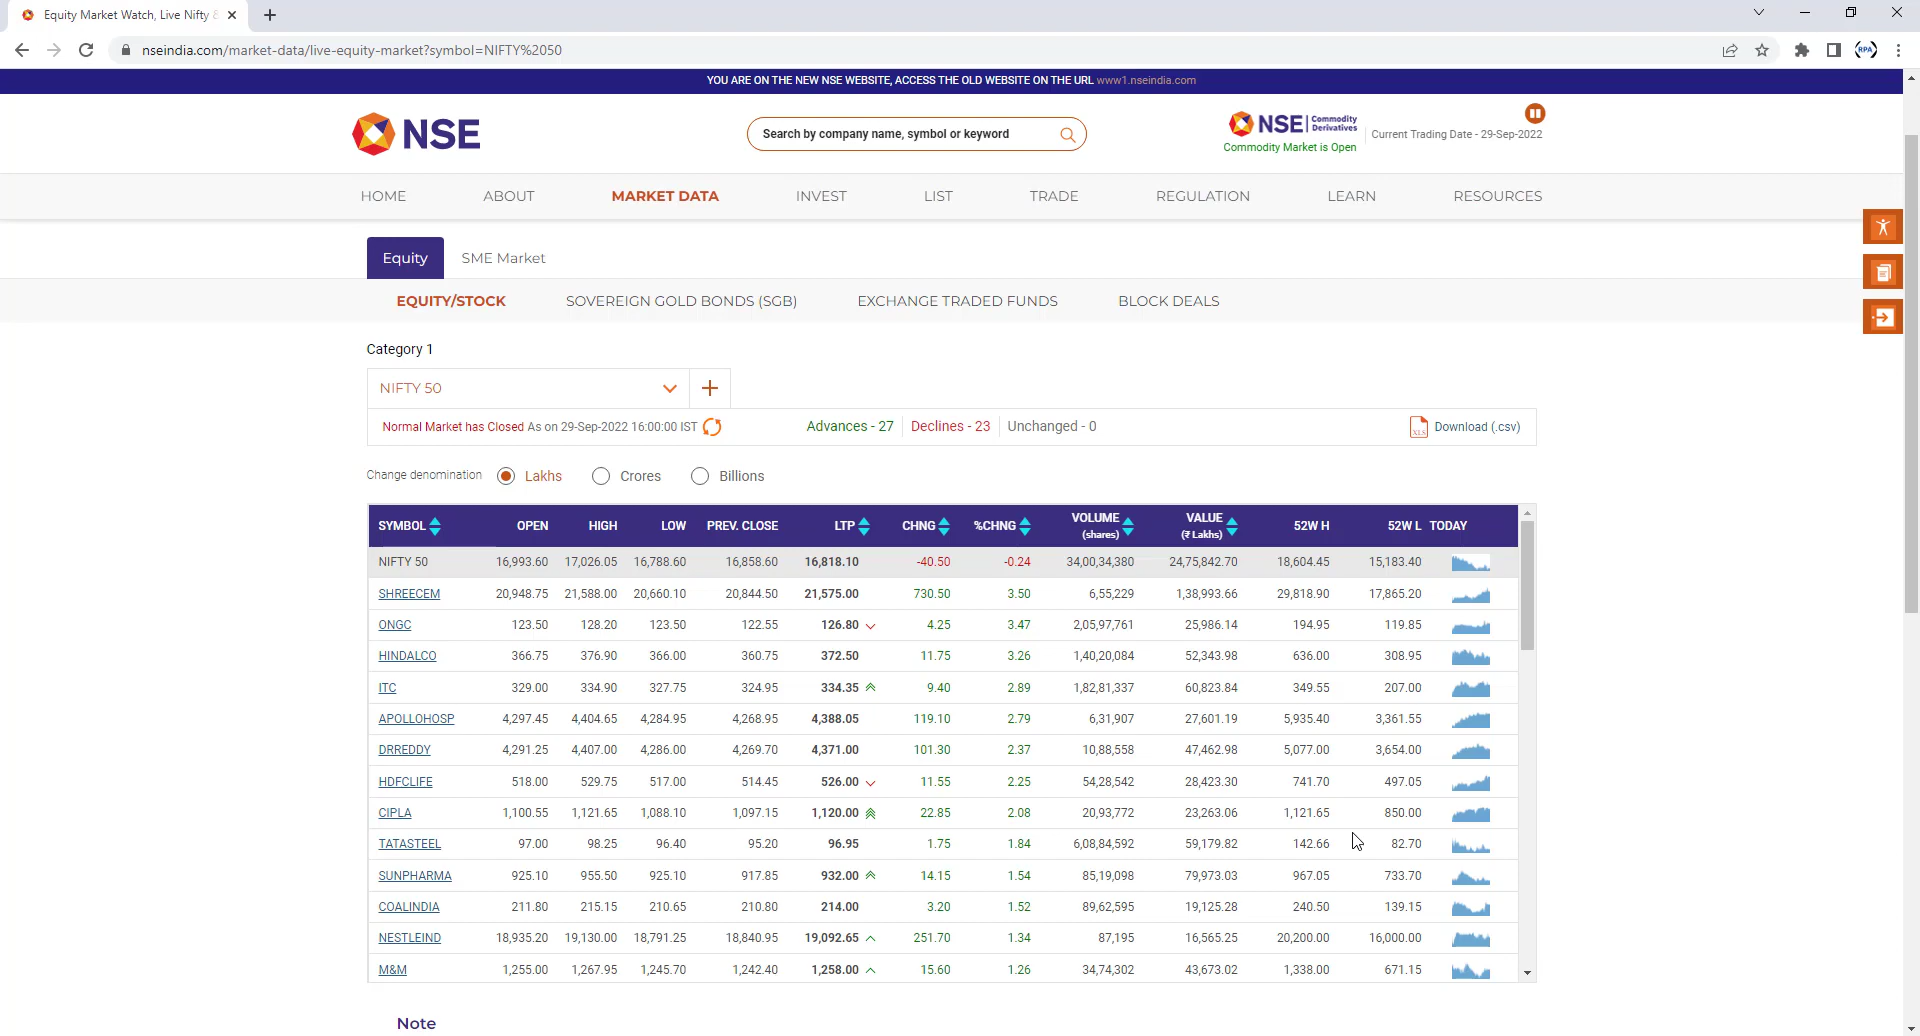 Equity Market Watch, Live Nifty
nseindia.com/market-data/live-equity-market?symbol=NIFTY%2050
RPA
YOU ARE ON THE NEW NSE WEBSITE, ACCESS THE OLD WEBSITE ON THE URL www1.nseindia.com
NSE
Search by company name, symbol or keyword
NSE Commodity Derivatives
Commodity Market is Open
Current Trading Date - 29-Sep-2022
HOME ABOUT MARKET DATA INVEST LIST TRADE REGULATION LEARN RESOURCES
Equity SME Market
EQUITY/STOCK SOVEREIGN GOLD BONDS (SGB) EXCHANGE TRADED FUNDS BLOCK DEALS
Category 1
NIFTY 50
Normal Market has Closed As on 29-Sep-2022 16:00:00 IST Advances - 27 Declines - 23 Unchanged - 0 XLS Download (.csv)
Change denomination Lakhs Crores Billions
SYMBOL OPEN HIGH LOW PREV. CLOSE LTP CHNG %CHNG VOLUME (shares) VALUE (₹ Lakhs) 52W H 52W L TODAY
NIFTY 50 16,993.60 17,026.05 16,788.60 16,858.60 16,818.10 -40.50 -0.24 34,00,34,380 24,75,842.70 18,604.45 15,183.40
SHREECEM 20,948.75 21,588.00 20,660.10 20,844.50 21,575.00 730.50 3.50 6,55,229 1,38,993.66 29,818.90 17,865.20
ONGC 123.50 128.20 123.50 122.55 126.80 4.25 3.47 2,05,97,761 25,986.14 194.95 119.85
HINDALCO 366.75 376.90 366.00 360.75 372.50 11.75 3.26 1,40,20,084 52,343.98 636.00 308.95
ITC 329.00 334.90 327.75 324.95 334.35 9.40 2.89 1,82,81,337 60,823.84 349.55 207.00
APOLLOHOSP 4,297.45 4,404.65 4,284.95 4,268.95 4,388.05 119.10 2.79 6,31,907 27,601.19 5,935.40 3,361.55
DRREDDY 4,291.25 4,407.00 4,286.00 4,269.70 4,371.00 101.30 2.37 10,88,558 47,462.98 5,077.00 3,654.00
HDFCLIFE 518.00 529.75 517.00 514.45 526.00 11.55 2.25 54,28,542 28,423.30 741.70 497.05
CIPLA 1,100.55 1,121.65 1,088.10 1,097.15 1,120.00 22.85 2.08 20,93,772 23,263.06 1,121.65 850.00
TATASTEEL 97.00 98.25 96.40 95.20 96.95 1.75 1.84 6,08,84,592 59,179.82 142.66 82.70
SUNPHARMA 925.10 955.50 925.10 917.85 932.00 14.15 1.54 85,19,098 79,973.03 967.05 733.70
COALINDIA 211.80 215.15 210.65 210.80 214.00 3.20 1.52 89,62,595 19,125.28 240.50 139.15
NESTLEIND 18,935.20 19,130.00 18,791.25 18,840.95 19,092.65 251.70 1.34 87,195 16,565.25 20,200.00 16,000.00
M&M 1,255.00 1,267.95 1,245.70 1,242.40 1,258.00 15.60 1.26 34,74,302 43,673.02 1,338.00 671.15
Note